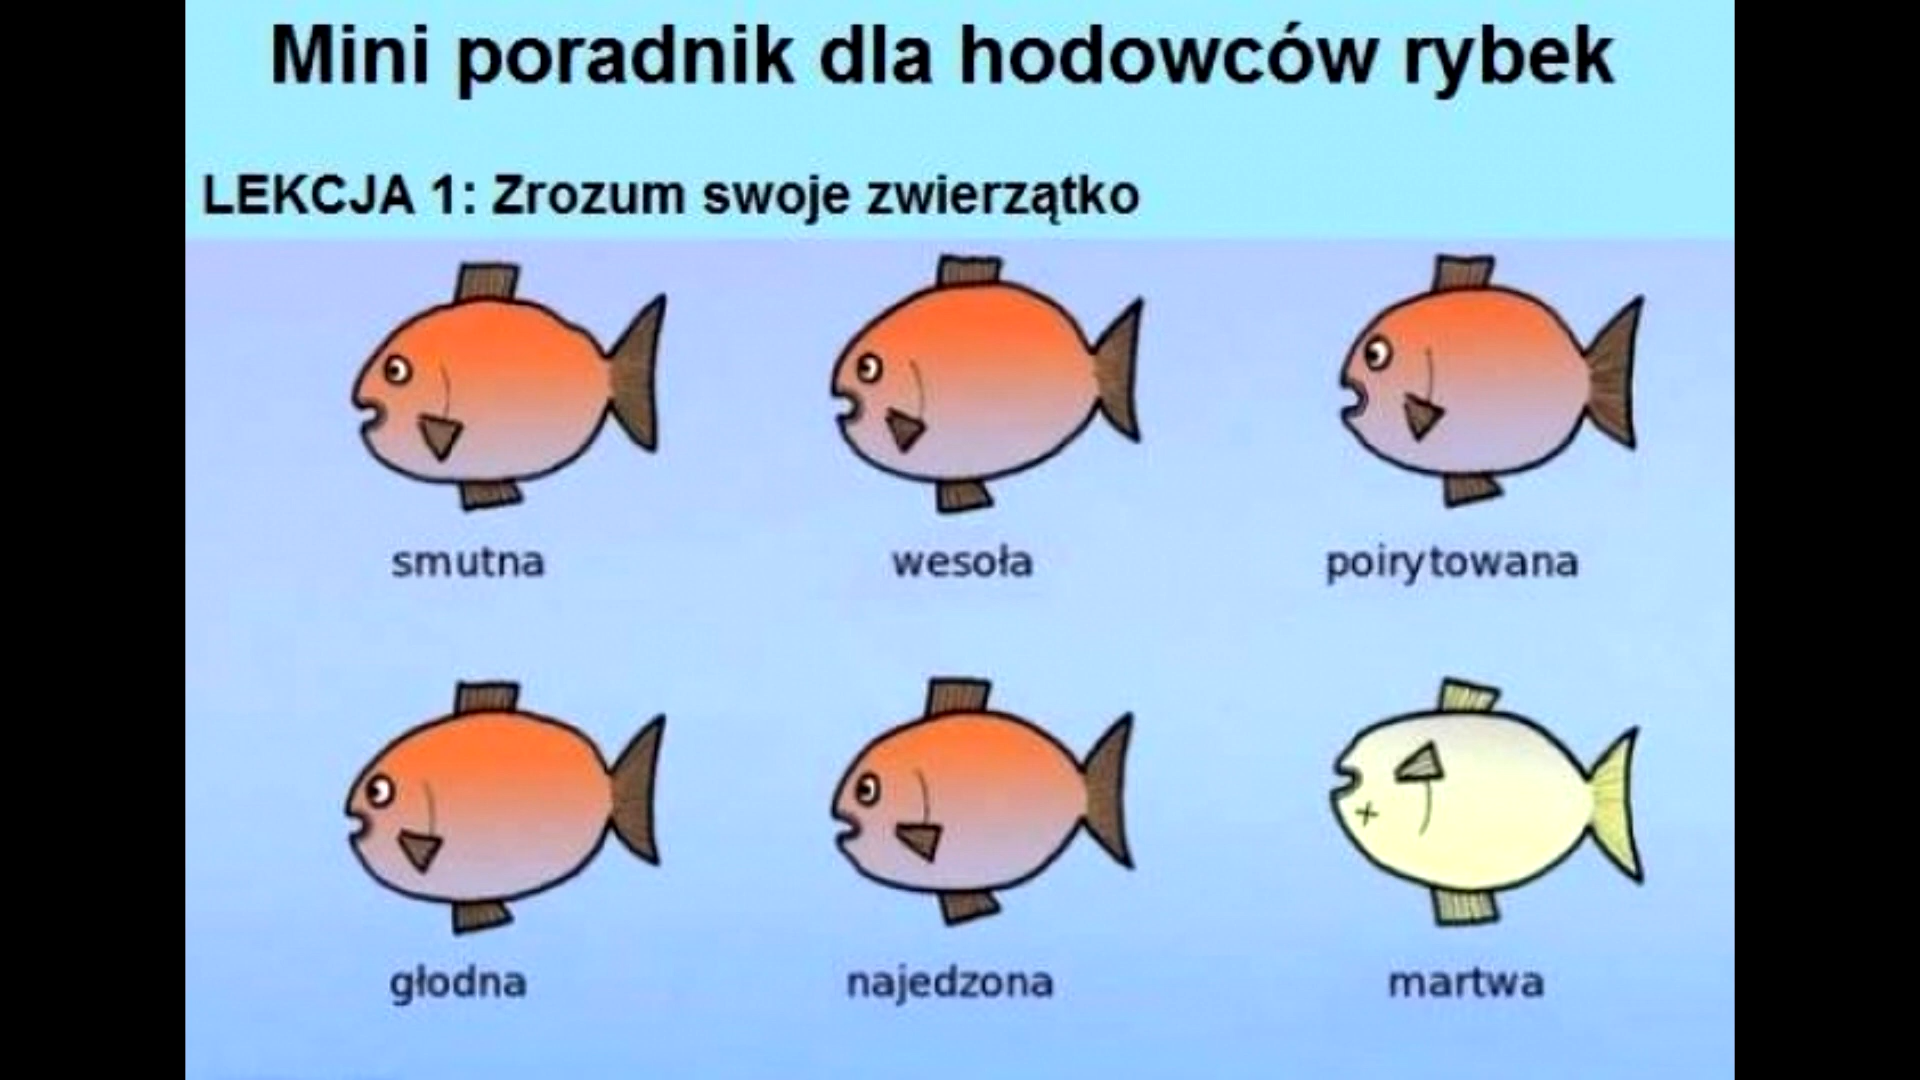 Mini poradnik dla hodowców rybek
LEKCJA 1: Zrozum swoje zwierzątko
smutna wesoła poirytowana
głodna najedzona martwa